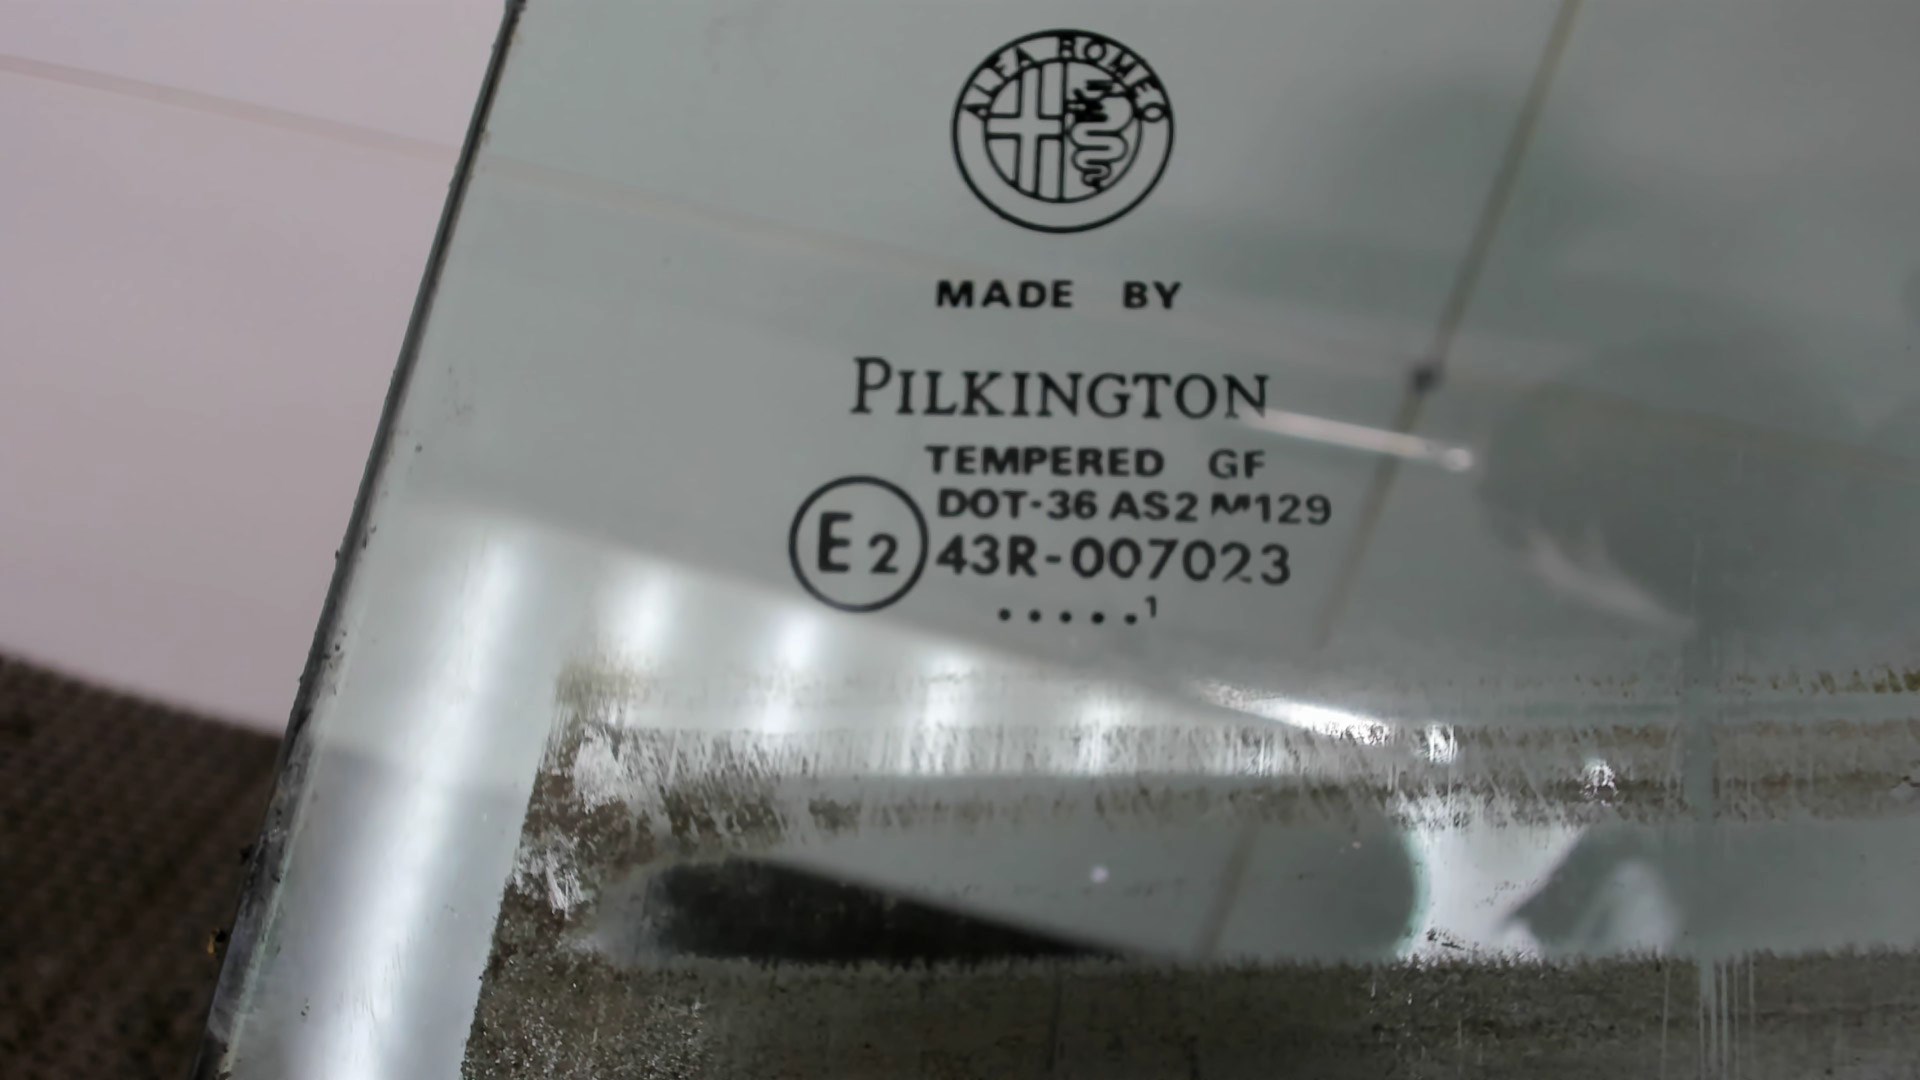 ALFA ROMEO
MADE BY
PILKINGTON
TEMPERED GF
DOT-36 AS2 M129
E2 43R-007023
.....1